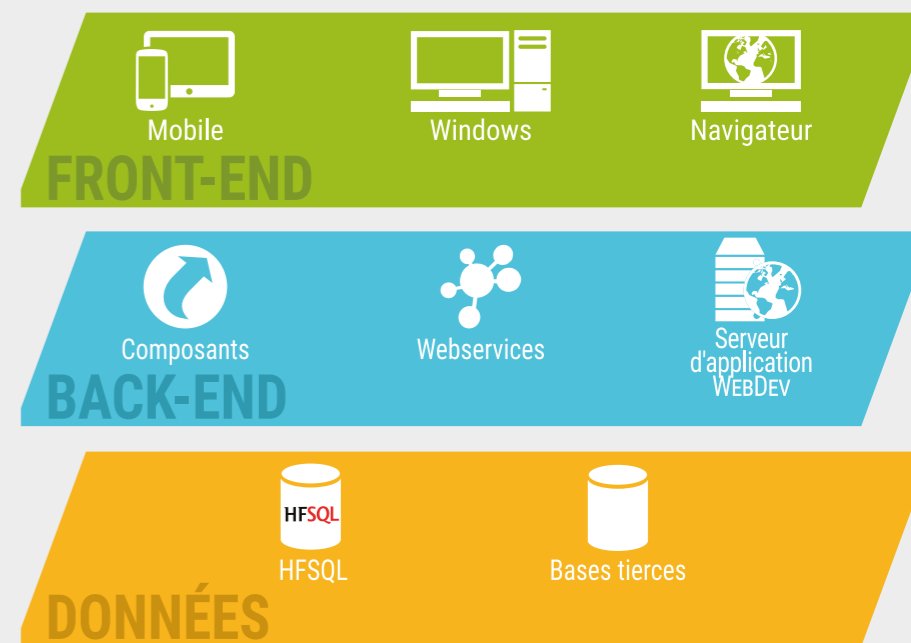 Mobile
Windows
Navigateur
FRONT-END
Composants
Webservices
Serveur
d'application
WEBDEV
BACK-END
HFSQL
HFSQL
Bases tierces
DONNÉES